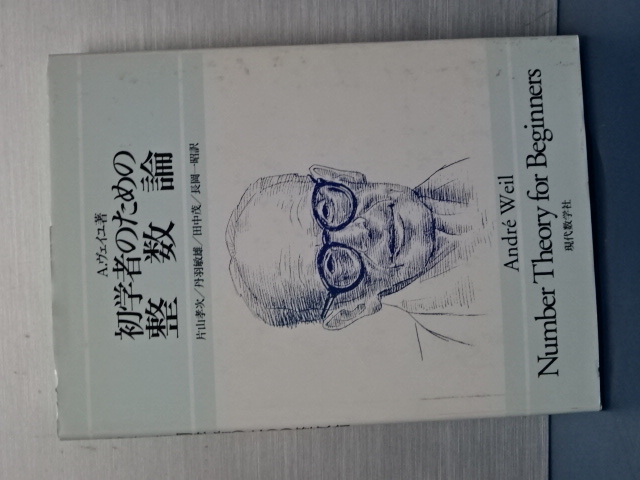 A.ヴェイユ著
初学者のための
整数論
片山孝次/丹羽敏雄/田中茂/長岡一昭訳
André Weil
Number Theory for Beginners
現代数学社